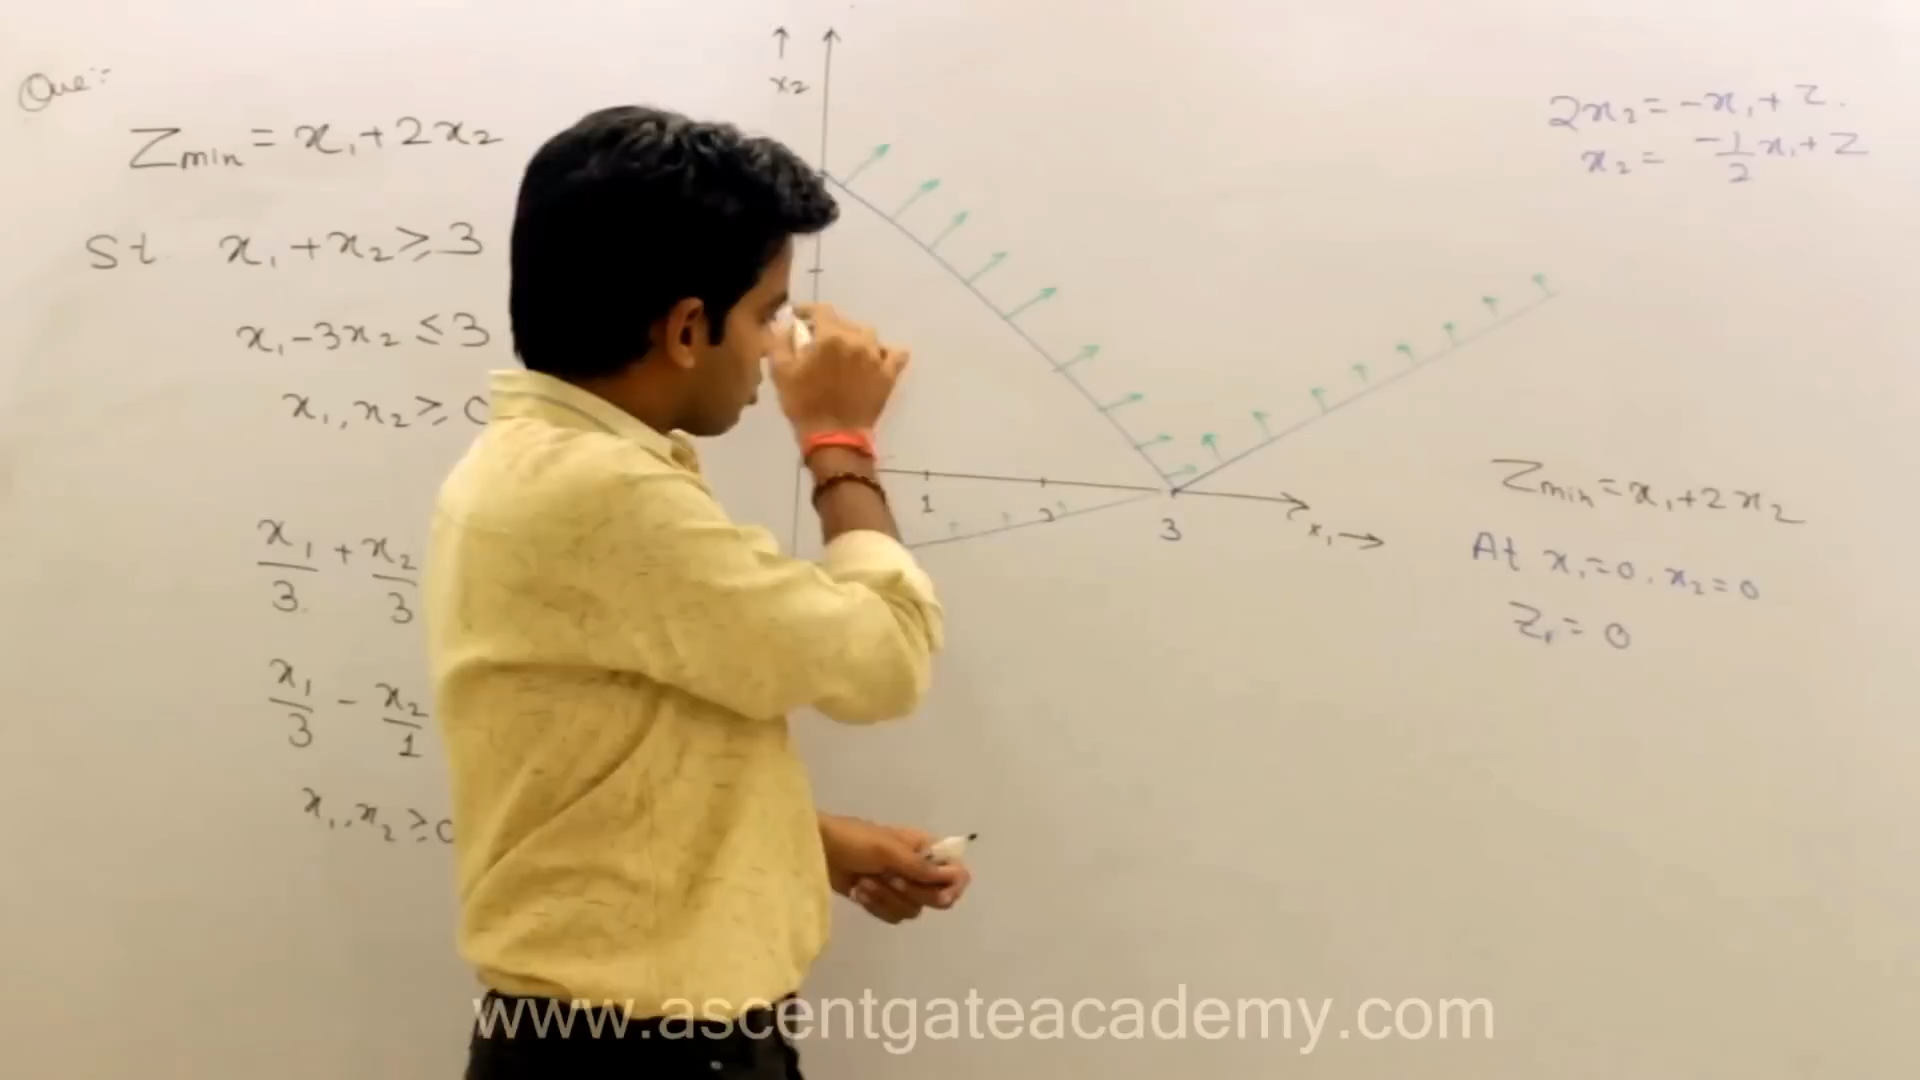 Que:-
Zmin = x₁ + 2x₂
St. x₁ + x₂ ≥ 3
x₁ - 3x₂ ≤ 3
x₁, x₂ ≥ 0
x₁/3 + x₂/3
x₁/3 - x₂/1
x₁, x₂ ≥ 0
x₂
1
2
3
x₁
2x₂ = -x₁ + Z.
x₂ = -1/2 x₁ + Z
Zmin = x₁ + 2x₂
At x₁ = 0. x₂ = 0
Z₁ = 0
www.ascentgateacademy.com